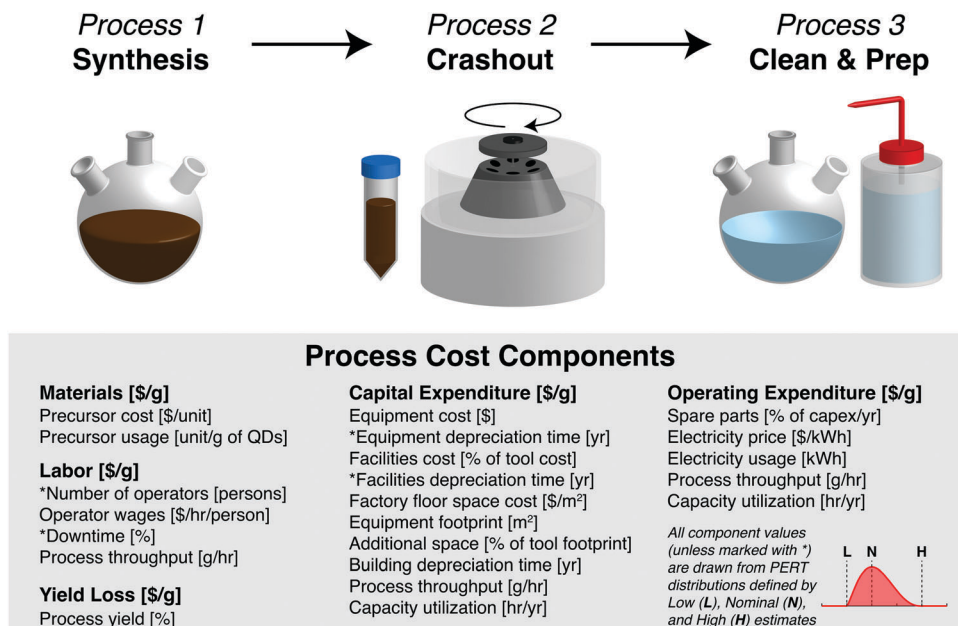 Process 1
Synthesis
Process 2
Crashout
Process 3
Clean & Prep
Process Cost Components
Materials [$/g]
Precursor cost [$/unit]
Precursor usage [unit/g of QDs]
Labor [$/g]
*Number of operators [persons]
Operator wages [$/hr/person]
*Downtime [%]
Process throughput [g/hr]
Yield Loss [$/g]
Process yield [%]
Capital Expenditure [$/g]
Equipment cost [$]
*Equipment depreciation time [yr]
Facilities cost [% of tool cost]
*Facilities depreciation time [yr]
Factory floor space cost [$/m²]
Equipment footprint [m²]
Additional space [% of tool footprint]
Building depreciation time [yr]
Process throughput [g/hr]
Capacity utilization [hr/yr]
Operating Expenditure [$/g]
Spare parts [% of capex/yr]
Electricity price [$/kWh]
Electricity usage [kWh]
Process throughput [g/hr]
Capacity utilization [hr/yr]
All component values
(unless marked with *)
are drawn from PERT
distributions defined by
Low (L), Nominal (N),
and High (H) estimates
L N H